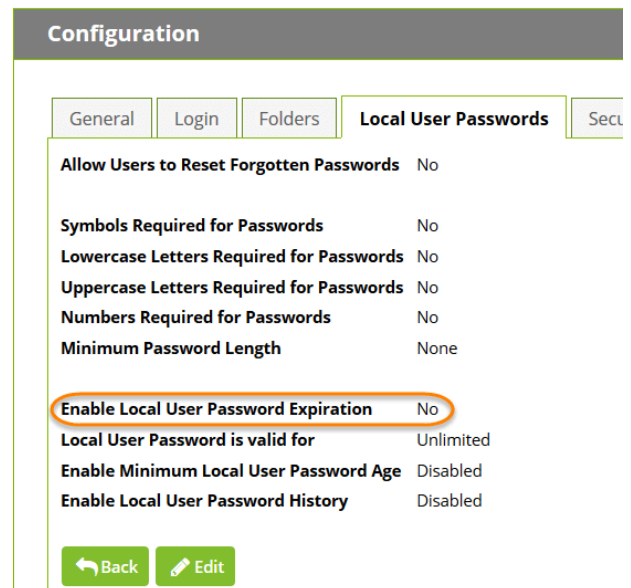 Configuration
General Login Folders Local User Passwords Secu
Allow Users to Reset Forgotten Passwords No
Symbols Required for Passwords No
Lowercase Letters Required for Passwords No
Uppercase Letters Required for Passwords No
Numbers Required for Passwords No
Minimum Password Length None
Enable Local User Password Expiration No
Local User Password is valid for Unlimited
Enable Minimum Local User Password Age Disabled
Enable Local User Password History Disabled
Back Edit